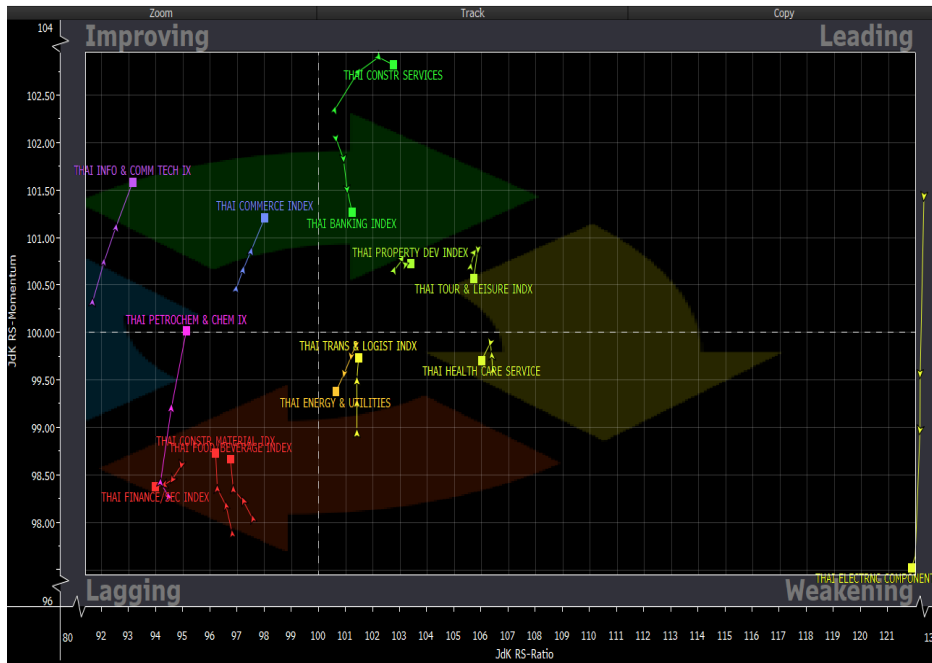 Zoom Track Copy
104
Improving Leading
102.50
THAI CONSTR SERVICES
102.00
THAI INFO & COMM TECH IX
101.50
THAI COMMERCE INDEX
THAI BANKING INDEX
101.00
THAI PROPERTY DEV INDEX
THAI TOUR & LEISURE INDX
100.50
THAI PETROCHEM & CHEM IX
100.00
THAI TRANS & LOGIST INDX
THAI HEALTH CARE SERVICE
99.50
THAI ENERGY & UTILITIES
99.00
THAI CONSTR MATERIAL IDX
THAI FOOD BEVERAGE INDEX
98.50
THAI FINANCE/SEC INDEX
98.00
THAI ELECTRNC COMPONENT
Lagging Weakening
96
JdK RS-Momentum
80 92 93 94 95 96 97 98 99 100 101 102 103 104 105 106 107 108 109 110 111 112 113 114 115 116 117 118 119 120 121
JdK RS-Ratio